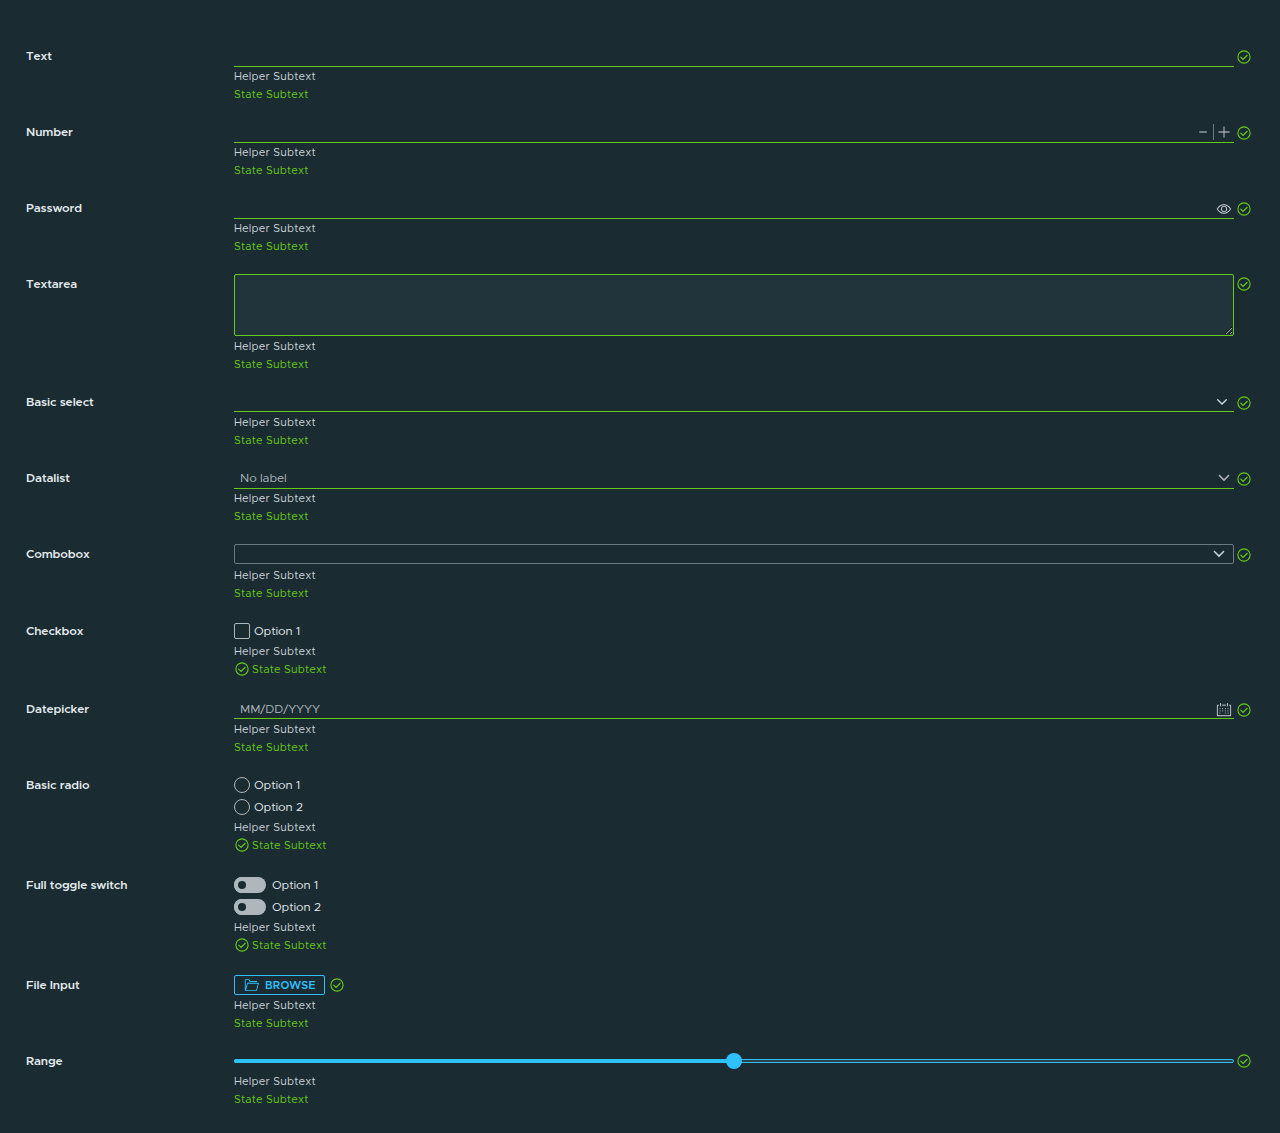 Text
Helper Subtext
State Subtext
Number
Helper Subtext
State Subtext
Password
Helper Subtext
State Subtext
Textarea
Helper Subtext
State Subtext
Basic select
Helper Subtext
State Subtext
Datalist
No label
Helper Subtext
State Subtext
Combobox
Helper Subtext
State Subtext
Checkbox
Option 1
Helper Subtext
State Subtext
Datepicker
MM/DD/YYYY
Helper Subtext
State Subtext
Basic radio
Option 1
Option 2
Helper Subtext
State Subtext
Full toggle switch
Option 1
Option 2
Helper Subtext
State Subtext
File Input
BROWSE
Helper Subtext
State Subtext
Range
Helper Subtext
State Subtext